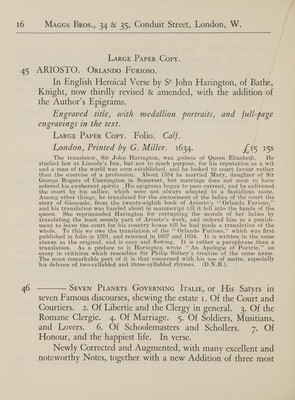 16 MAGGS BROS., 34 & 35, Conduit Street, London, W.
LARGE PAPER COPY.
45 ARIOSTO. ORLANDO FURIOSO.
In English Heroical Verse by Sr John Harington, of Bathe,
Knight, now thirdly revised & amended, with the addition of
the Author's Epigrams.
Engraved title, with medallion portraits, and full-page
engravings in the text.
LARGE PAPER COPY. Folio. Calf.
London, Printed by G. Miller. 1634. £15 15s
The translator, Sir John Harington, was godson of Queen Elizabeth. He
studied law at Lincoln's Inn, but not to much purpose, for his reputation as a wit
and a man of the world was soon established, and he looked to court favour rather
than the exercise of a profession. About 1584 he married Mary, daughter of Sir
George Rogers of Cannington in Somerset, but marriage does not seem to have
sobered his exuberant spirits. His epigrams began to pass current, and he enlivened
the court by his sallies, which were not always adapted to a fastidious taste.
Among other things, he translated for the amusement of the ladies of the court the
story of Giocondo, from the twenty-eighth book of Ariosto's "Orlando Furioso,"
and his translation was handed about in manuscript till it fell into the hands of the
queen. She reprimanded Harington for corrupting the morals of her ladies by
translating the least seemly part of Ariosto's work, and ordered him as a punish-
ment to leave the court for his country house till he had made a translation of the
whole. To this we owe the translation of the "Orlando Furioso," which was first
published in folio in 1591, and reissued in 1607 and 1634. It is written in the same
stanza as the original, and is easy and flowing. It is rather a paraphrase than a
translation. As a preface to it Harington wrote "An Apologie of Poetrie," an
essay in criticism which resembles Sir Philip Sidney's treatise of the same name.
The most remarkable part of it is that concerned with his use of metre, especially
his defence of two-syllabled and three-syllabled rhymes. (D.N.B.).
46 ——— SEVEN PLANETS GOVERNING ITALIE, or His Satyrs in
seven Famous discourses, shewing the estate 1. Of the Court and
Courtiers. 2. Of Libertie and the Clergy in general. 3. Of the
Romane Clergie. 4. Of Marriage. 5. Of Soldiers, Musitians,
and Lovers. 6. Of Schoolemasters and Schollers. 7. Of
Honour, and the happiest life. In verse.
Newly Corrected and Augmented, with many excellent and
noteworthy Notes, together with a new Addition of three most